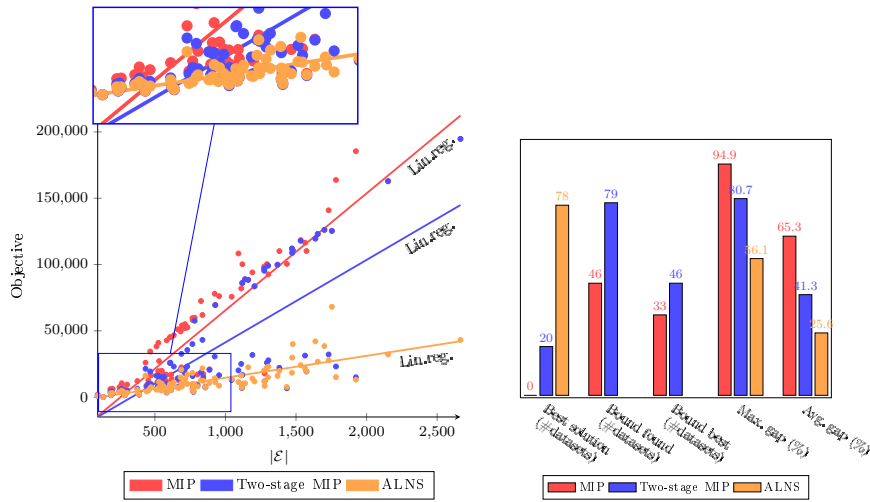 200,000
150,000
100,000
50,000
0
Objective
500
1,000
1,500
2,000
2,500
|ℰ|
Lin.reg.
Lin.reg.
Lin.reg.
MIP
Two-stage MIP
ALNS
0
20
78
46
79
33
46
94.9
80.7
56.1
65.3
41.3
25.6
Best solution
(#datasets)
Bound found
(#datasets)
Bound best
(#datasets)
Max. gap (%)
Avg. gap (%)
MIP
Two-stage MIP
ALNS